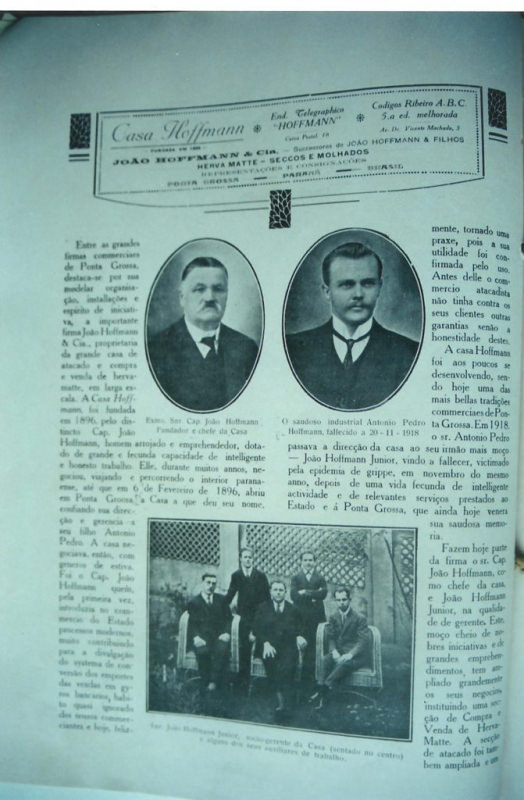 Casa Hoffmann
FUNDADA EM 1896
End. Telegraphico
"HOFFMANN"
Caixa Postal, 18
Codigos Ribeiro A.B.C.
5.a ed. melhorada
Av. Dr. Vicente Machado, 5
JOÃO HOFFMANN & Cia. – Successores de JOÃO HOFFMANN & FILHOS
HERVA MATTE – SECCOS E MOLHADOS
REPRESENTAÇÕES E CONSIGNAÇÕES
PONTA GROSSA — PARANÁ — BRASIL
Entre as grandes
firmas commerciaes
de Ponta Grossa,
destaca-se por sua
modelar organisa-
ção, installações e
espirito de iniciati-
va, a importante
firma João Hoffmann
& Cia., proprietaria
da grande casa de
atacado e compra
e venda de herva-
matte, em larga es-
cala. A Casa Hoff-
mann, foi fundada
em 1896, pelo dis-
tincto Cap. João
Hoffmann, homem arrojado e emprehendedor, dota-
do de grande e fecunda capacidade de intelligente
e honesto trabalho. Elle, durante muitos annos, ne-
gociou, viajando e percorrendo o interior parana-
ense, até que em 6 de Fevereiro de 1896, abriu
em Ponta Grossa, a Casa a que deu seu nome,
confiando sua direc-
ção e gerencia a
seu filho Antonio
Pedro. A casa ne-
gociava, então, com
generos de estiva.
Foi o Cap. João
Hoffmann quem,
pela primeira vez,
introduziu no com-
mercio do Estado
processos modernos,
muito contribuindo
para a divulgação
do systema de con-
versão dos importes
das vendas em gy-
ros bancarios, habi-
to quasi ignorado
dos nossos commer-
ciantes e hoje, feliz-
Exmo. Snr. Cap. João Hoffmann
Fundador e chefe da Casa
O saudoso industrial Antonio Pedro
Hoffmann, fallecido a 20-11-1918
mente, tornado uma
praxe, pois a sua
utilidade foi con-
firmada pelo uso.
Antes delle o com-
mercio atacadista
não tinha contra os
seus clientes outras
garantias senão a
honestidade destes.
A casa Hoffmann
foi aos poucos se
desenvolvendo, sen-
do hoje uma das
mais bellas tradições
commerciaes de Pon-
ta Grossa. Em 1918.
o sr. Antonio Pedro
passava a direcção da casa ao seu irmão mais moço
— João Hoffmann Junior, vindo a fallecer, victimado
pela epidemia de grippe, em novembro do mesmo
anno, depois de uma vida fecunda de intelligente
actividade e de relevantes serviços prestados ao
Estado e á Ponta Grossa, que ainda hoje venera
sua saudosa memo-
ria.
Fazem hoje parte
da firma o sr. Cap.
João Hoffmann, co-
mo chefe da casa,
e João Hoffmann
Junior, na qualida-
de de gerente. Este,
moço cheio de no-
bres iniciativas e de
grandes emprehen-
dimentos, tem am-
pliado grandemente
os seus negocios,
instituindo uma sec-
ção de Compra e
Venda de Herva-
Matte. A secção
de atacado foi tam-
bem ampliada e um
Snr. João Hoffmann Junior, socio-gerente da Casa (sentado no centro)
e alguns dos seus auxiliares de trabalho.